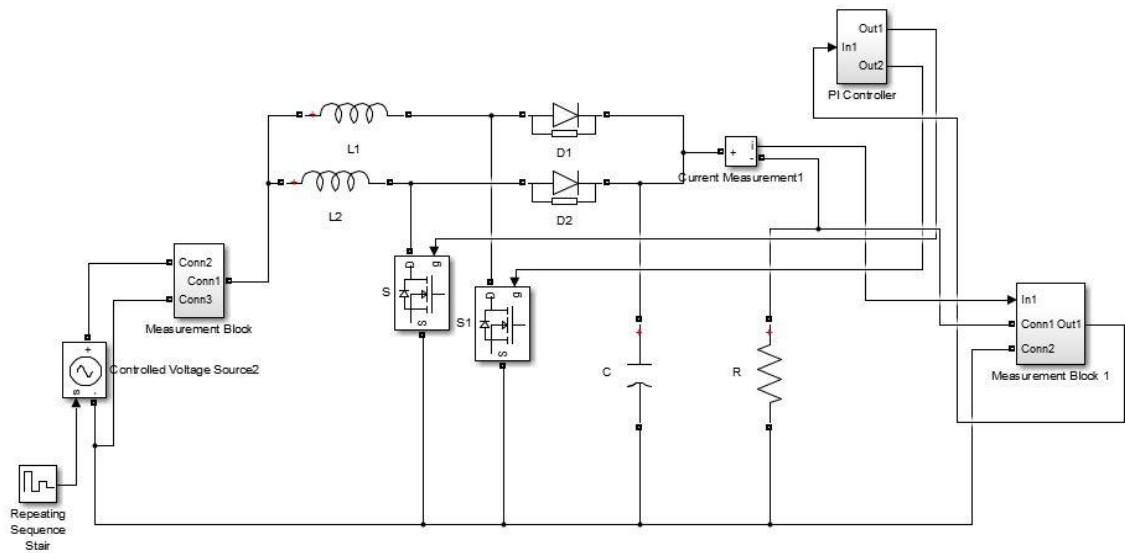 Out1
In1
Out2
PI Controller
L1
D1
+
i
-
Current Measurement1
L2
D2
Conn2
Conn1
Conn3
Measurement Block
g
D
S
S
g
D
S1
S
+
Controlled Voltage Source2
s
-
C
R
In1
Conn1 Out1
Conn2
Measurement Block 1
Repeating
Sequence
Stair